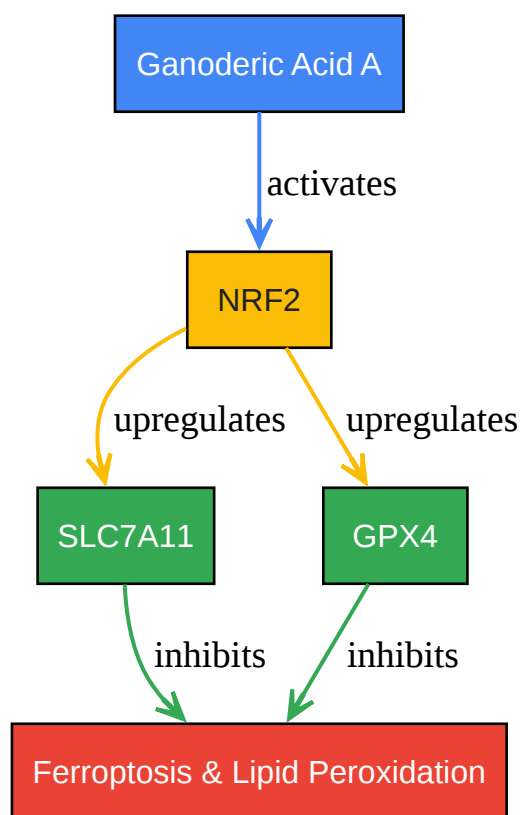 Ganoderic Acid A
activates
NRF2
upregulates
upregulates
SLC7A11
GPX4
inhibits
inhibits
Ferroptosis & Lipid Peroxidation